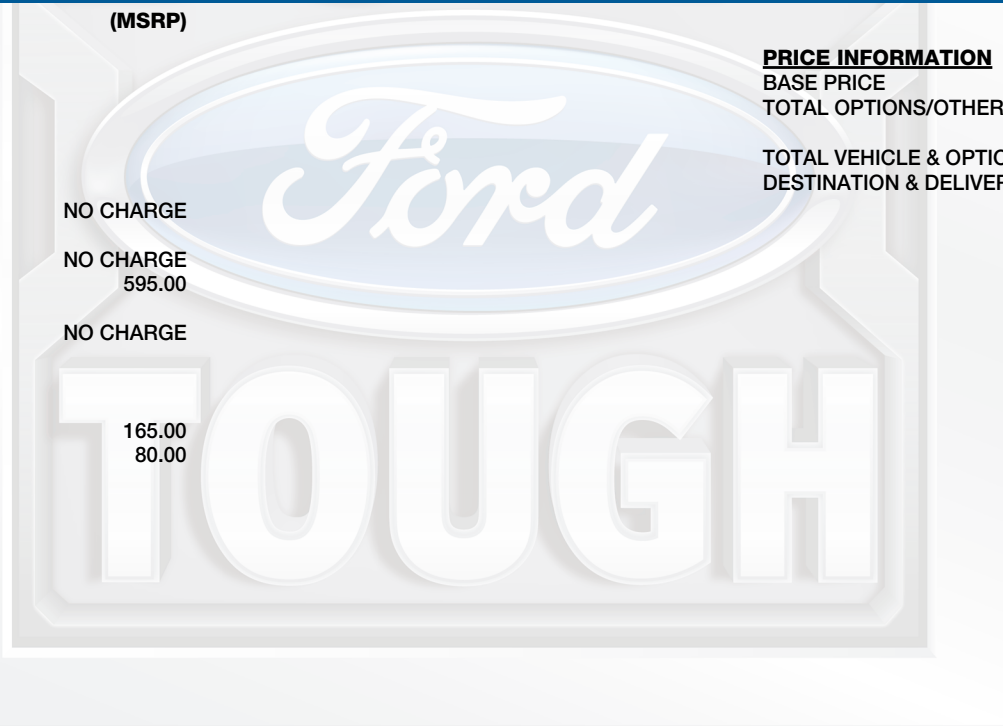 (MSRP)
NO CHARGE
NO CHARGE
595.00
NO CHARGE
165.00
80.00
PRICE INFORMATION
BASE PRICE
TOTAL OPTIONS/OTHER
TOTAL VEHICLE & OPTIO
DESTINATION & DELIVER
Ford
TOUGH